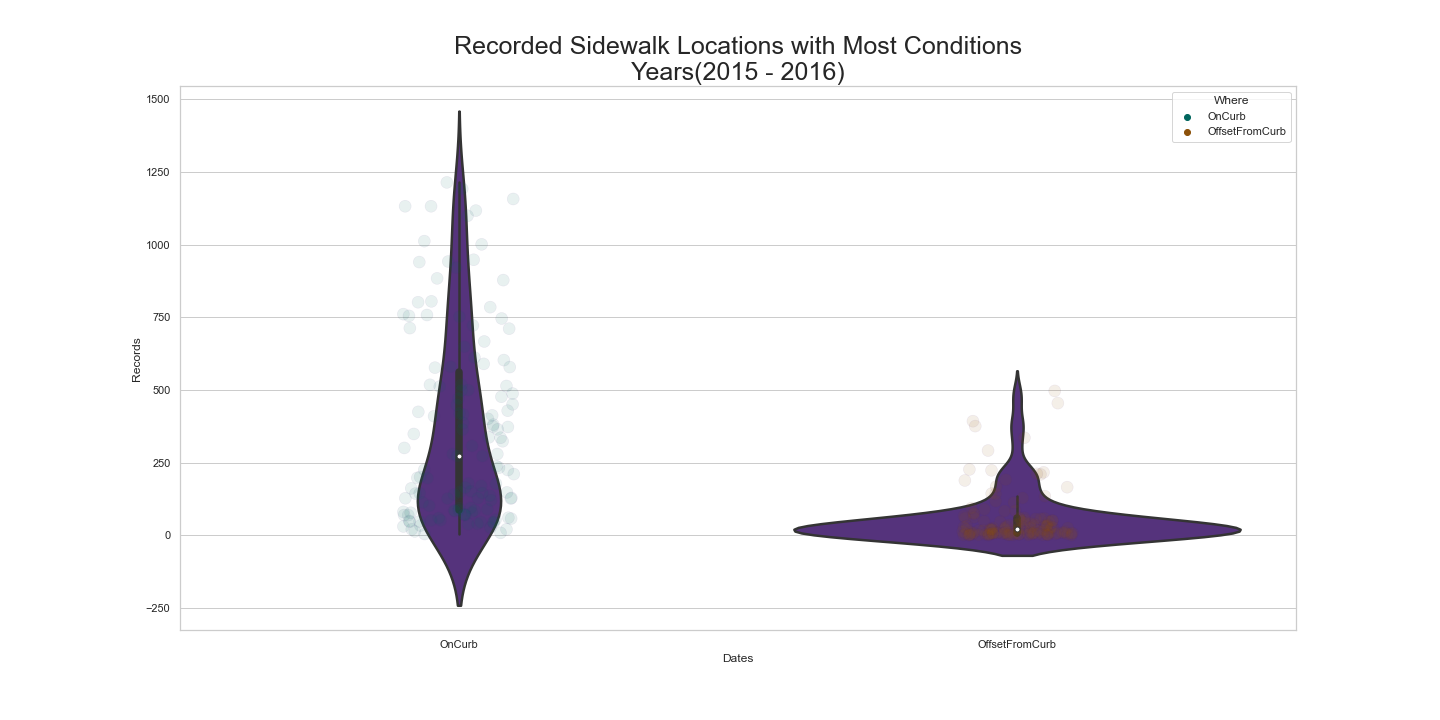 Recorded Sidewalk Locations with Most Conditions
Years(2015 - 2016)
Where
OnCurb
OffsetFromCurb
1500
1250
1000
750
500
250
0
−250
Records
OnCurb
OffsetFromCurb
Dates